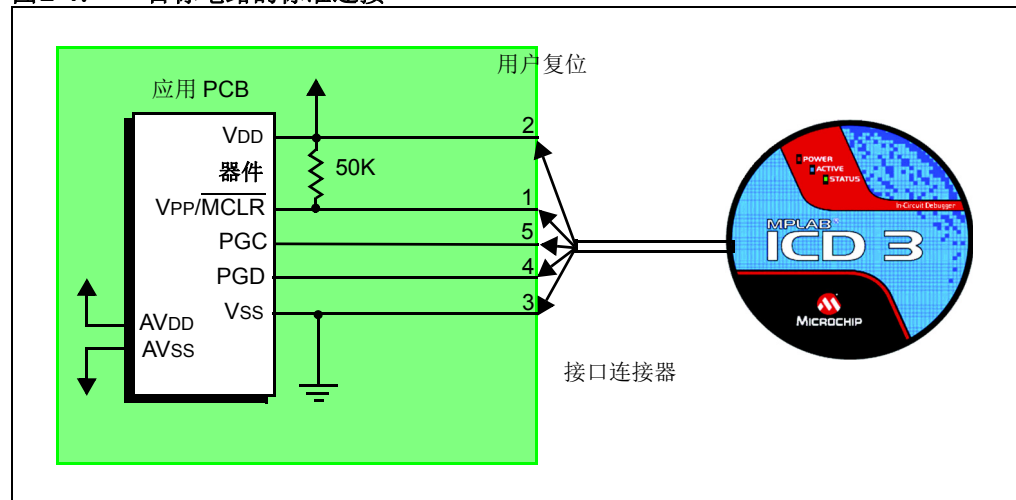 用户复位
应用 PCB
VDD
2
器件
50K
VPP/MCLR
1
PGC
5
PGD
4
VSS
3
AVDD
AVSS
接口连接器
POWER
ACTIVE
STATUS
In-Circuit Debugger
MPLAB
ICD 3
MICROCHIP